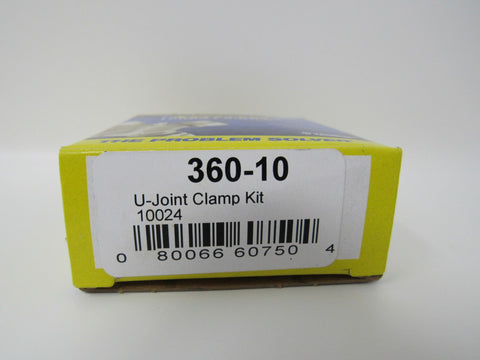 THE PROBLEM SOLVER
360-10
U-Joint Clamp Kit
10024
0 80066 60750 4